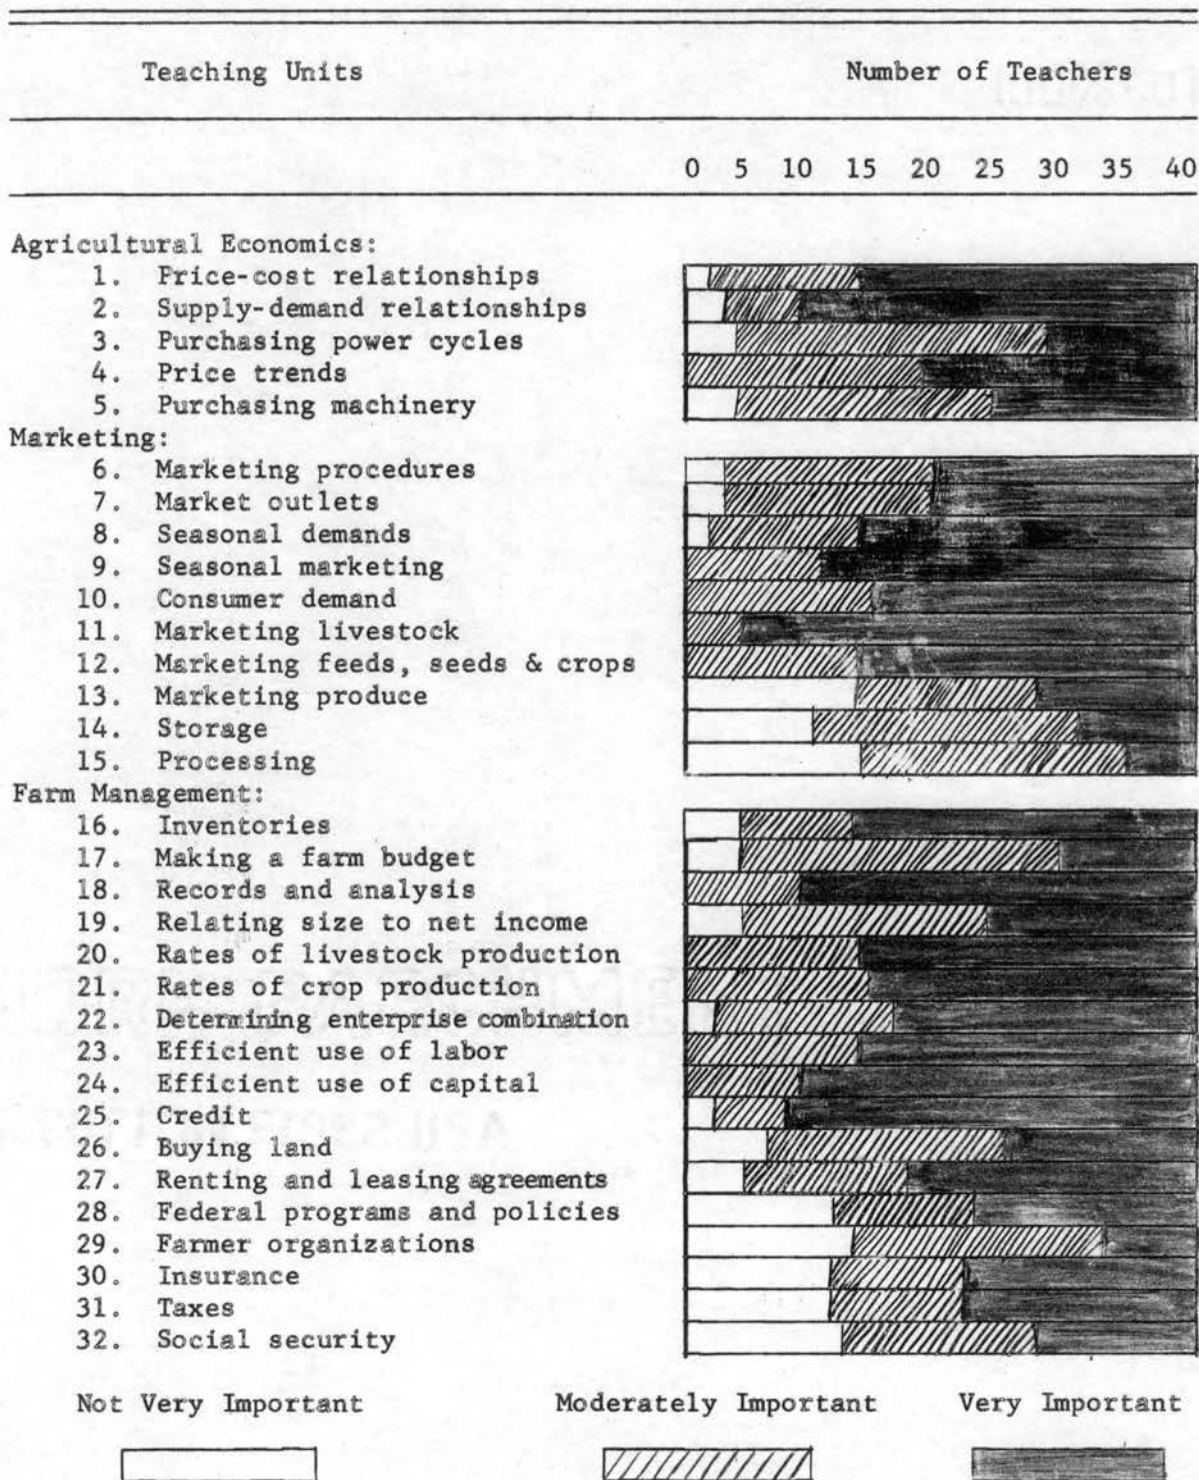 Teaching Units Number of Teachers
0 5 10 15 20 25 30 35 40
Agricultural Economics:
1. Price-cost relationships
2. Supply-demand relationships
3. Purchasing power cycles
4. Price trends
5. Purchasing machinery
Marketing:
6. Marketing procedures
7. Market outlets
8. Seasonal demands
9. Seasonal marketing
10. Consumer demand
11. Marketing livestock
12. Marketing feeds, seeds & crops
13. Marketing produce
14. Storage
15. Processing
Farm Management:
16. Inventories
17. Making a farm budget
18. Records and analysis
19. Relating size to net income
20. Rates of livestock production
21. Rates of crop production
22. Determining enterprise combination
23. Efficient use of labor
24. Efficient use of capital
25. Credit
26. Buying land
27. Renting and leasing agreements
28. Federal programs and policies
29. Farmer organizations
30. Insurance
31. Taxes
32. Social security
Not Very Important Moderately Important Very Important